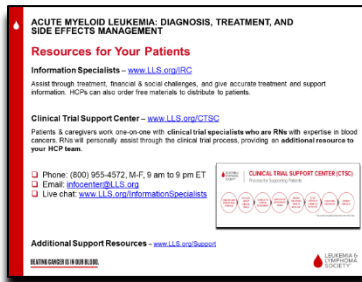 ACUTE MYELOID LEUKEMIA: DIAGNOSIS, TREATMENT, AND
SIDE EFFECTS MANAGEMENT
Resources for Your Patients
Information Specialists – www.LLS.org/IRC
Assist through treatment, financial & social challenges, and give accurate treatment and support
information. HCPs can also order free materials to distribute to patients.
Clinical Trial Support Center – www.LLS.org/CTSC
Patients & caregivers work one-on-one with clinical trial specialists who are RNs with expertise in blood
cancers. RNs will personally assist through the clinical trial process, providing an additional resource to
your HCP team.
Phone: (800) 955-4572, M-F, 9 am to 9 pm ET
Email: infocenter@LLS.org
Live chat: www.LLS.org/InformationSpecialists
CLINICAL TRIAL SUPPORT CENTER (CTSC)
Process for Supporting Patients
Additional Support Resources – www.LLS.org/Support
BEATING CANCER IS IN OUR BLOOD.
LEUKEMIA &
LYMPHOMA
SOCIETY